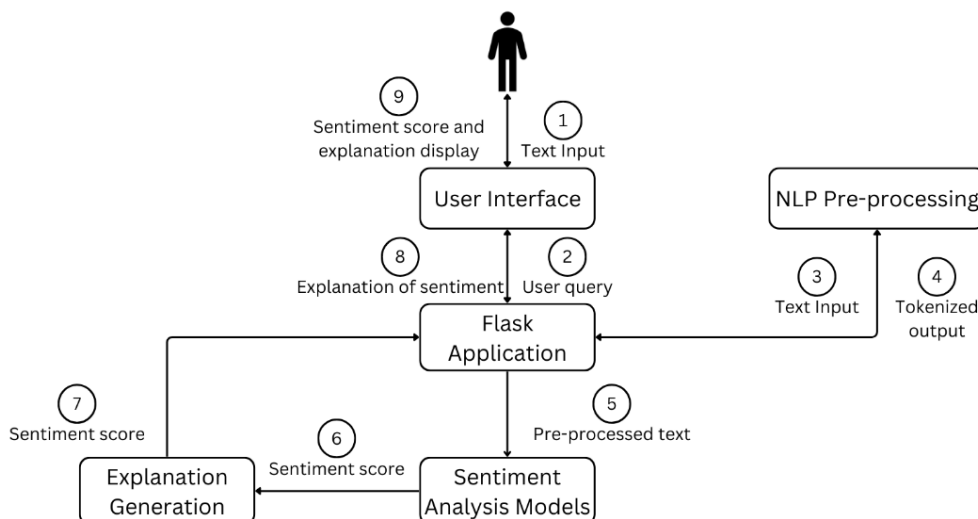 9
Sentiment score and
explanation display
1
Text Input
User Interface
NLP Pre-processing
8
Explanation of sentiment
2
User query
3
Text Input
4
Tokenized
output
Flask
Application
7
Sentiment score
6
Sentiment score
5
Pre-processed text
Explanation
Generation
Sentiment
Analysis Models